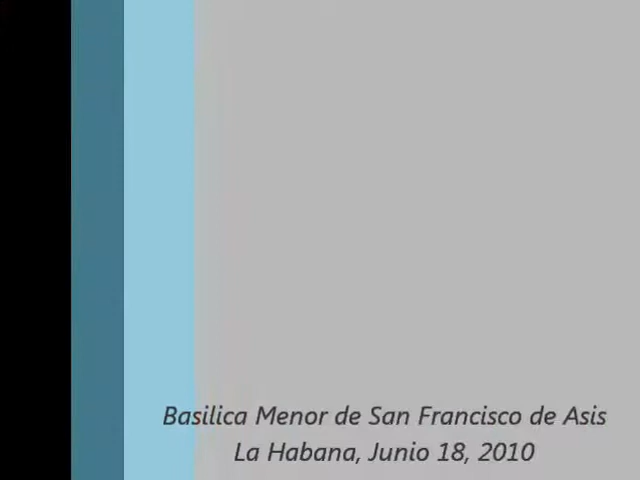 Basilica Menor de San Francisco de Asis
La Habana, Junio 18, 2010